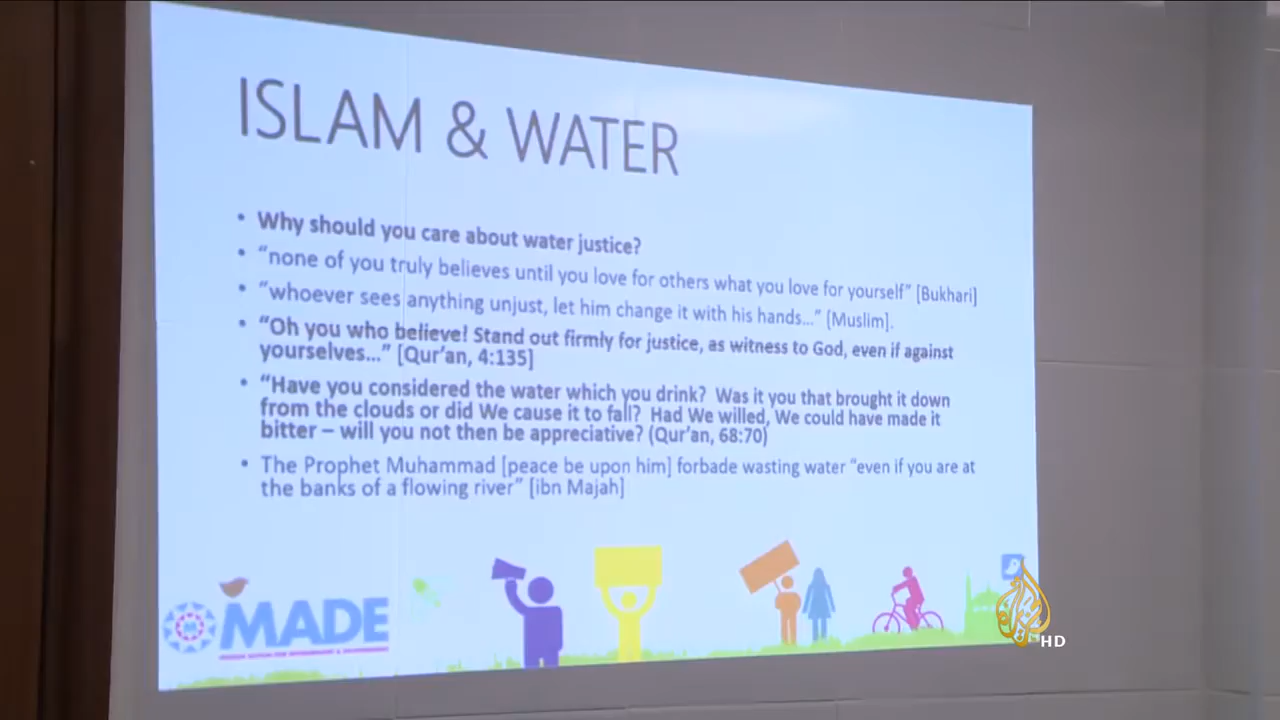 ISLAM & WATER
• Why should you care about water justice?
• “none of you truly believes until you love for others what you love for yourself” [Bukhari]
• “whoever sees anything unjust, let him change it with his hands...” [Muslim].
• “Oh you who believe! Stand out firmly for justice, as witness to God, even if against
yourselves...” [Qur’an, 4:135]
• “Have you considered the water which you drink? Was it you that brought it down
from the clouds or did We cause it to fall? Had We willed, We could have made it
bitter – will you not then be appreciative? (Qur’an, 68:70)
• The Prophet Muhammad [peace be upon him] forbade wasting water “even if you are at
the banks of a flowing river” [ibn Majah]
MADE
HD